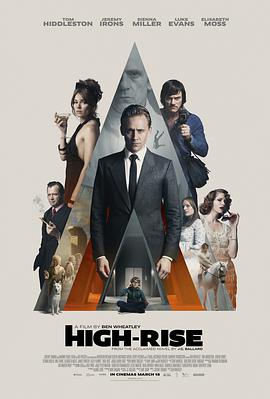 TOM HIDDLESTON JEREMY IRONS SIENNA MILLER LUKE EVANS ELISABETH MOSS
A FILM BY BEN WHEATLEY
HIGH-RISE
FROM THE ACCLAIMED NOVEL BY J.G. BALLARD
IN CINEMAS MARCH 18